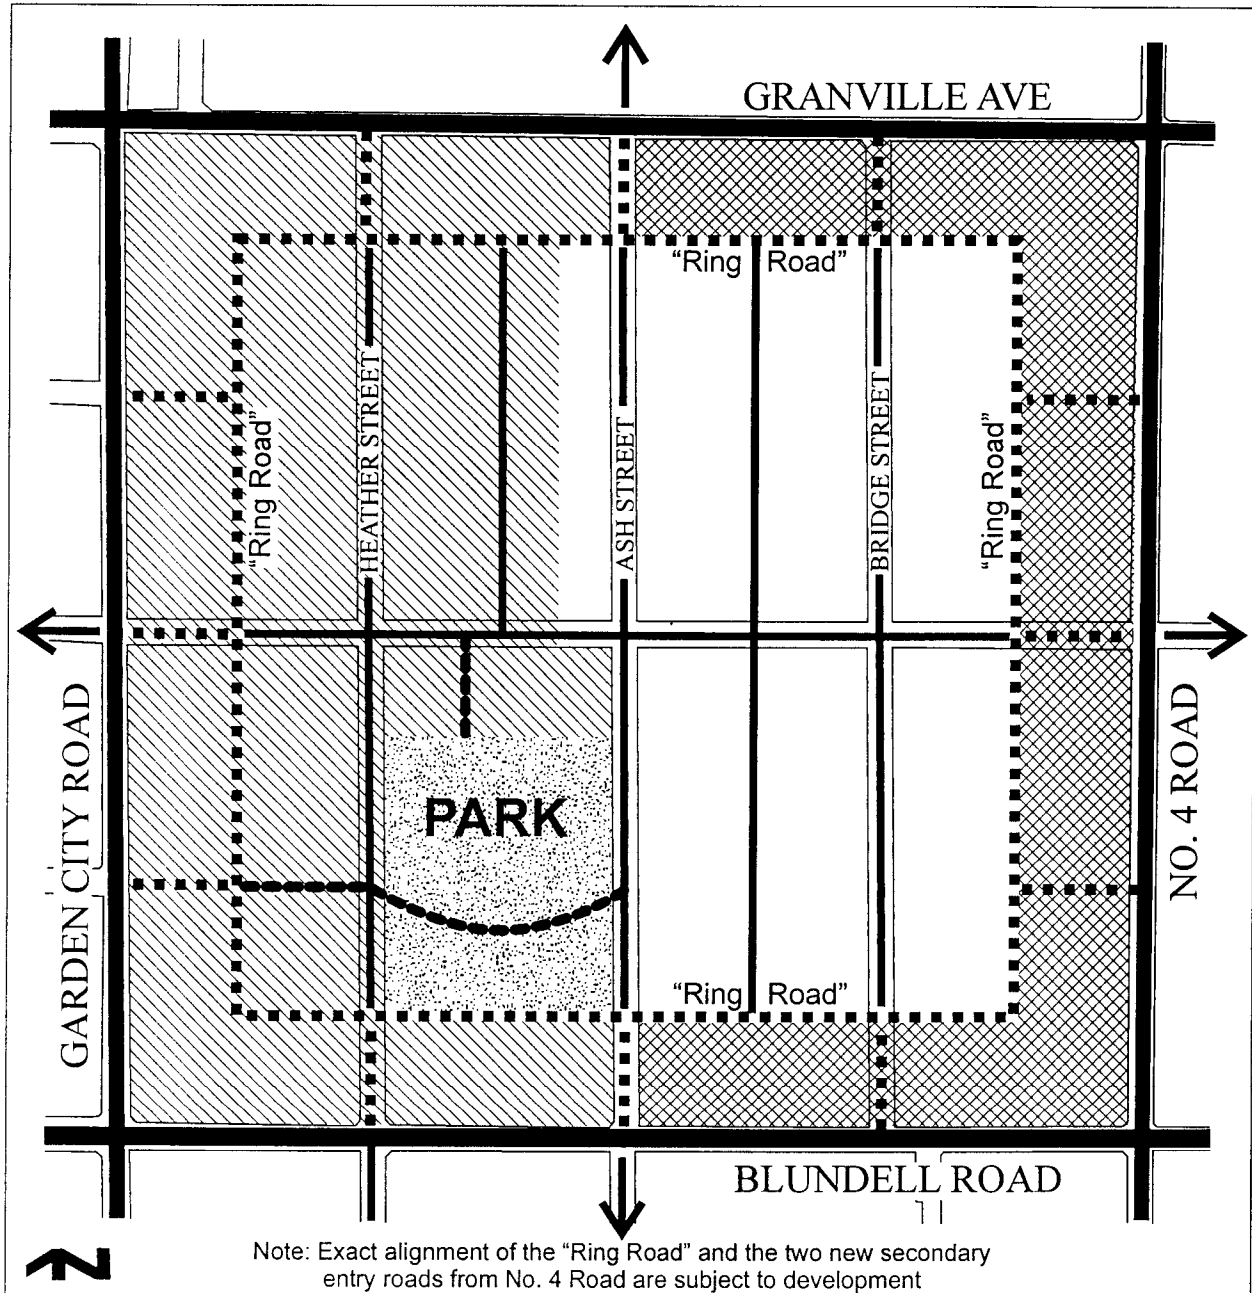 GRANVILLE AVE
"Ring Road"
HEATHER STREET
ASH STREET
BRIDGE STREET
"Ring Road"
"Ring Road"
GARDEN CITY ROAD
NO. 4 ROAD
PARK
"Ring Road"
BLUNDELL ROAD
N
Note: Exact alignment of the "Ring Road" and the two new secondary
entry roads from No. 4 Road are subject to development